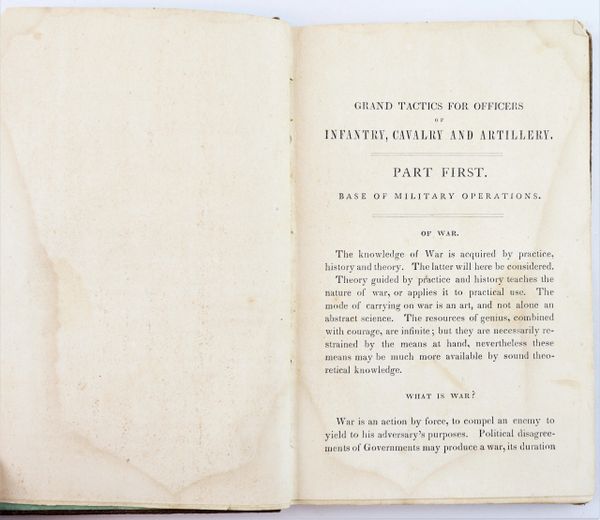 GRAND TACTICS FOR OFFICERS
OF
INFANTRY, CAVALRY AND ARTILLERY.
PART FIRST.
BASE OF MILITARY OPERATIONS.
OF WAR.
The knowledge of War is acquired by practice,
history and theory. The latter will here be considered.
Theory guided by practice and history teaches the
nature of war, or applies it to practical use. The
mode of carrying on war is an art, and not alone an
abstract science. The resources of genius, combined
with courage, are infinite; but they are necessarily re-
strained by the means at hand, nevertheless these
means may be much more available by sound theo-
retical knowledge.
WHAT IS WAR?
War is an action by force, to compel an enemy to
yield to his adversary's purposes. Political disagree-
ments of Governments may produce a war, its duration